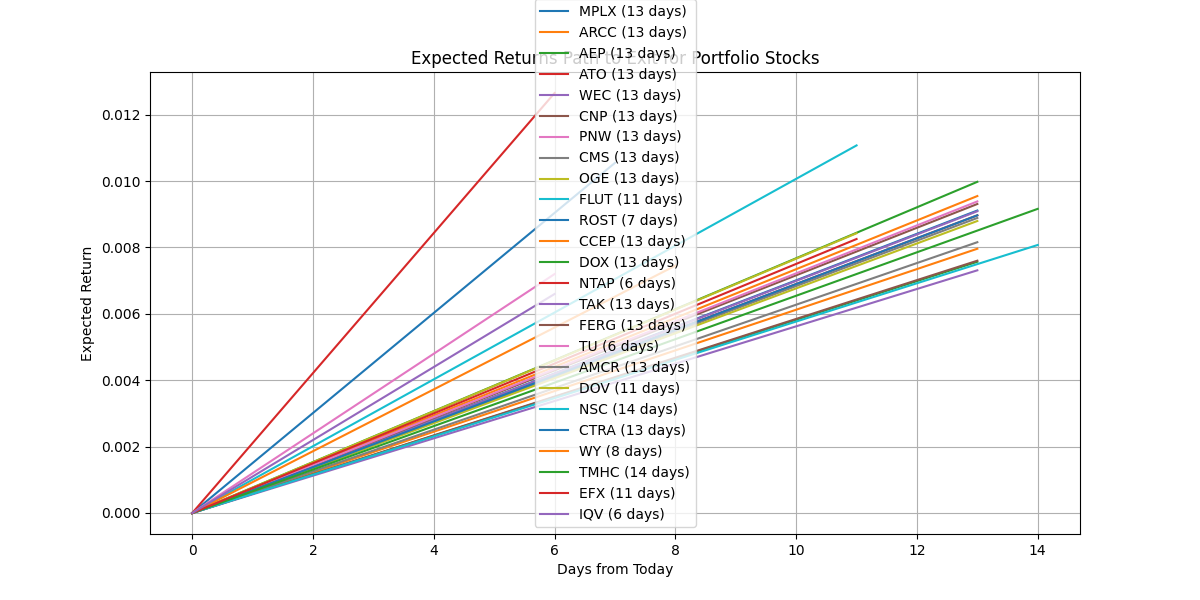 MPLX (13 days)
ARCC (13 days)
AEP (13 days)
Expected Returns Path to Exit for Portfolio Stocks
ATO (13 days)
WEC (13 days)
CNP (13 days)
PNW (13 days)
CMS (13 days)
OGE (13 days)
FLUT (11 days)
ROST (7 days)
CCEP (13 days)
DOX (13 days)
NTAP (6 days)
TAK (13 days)
FERG (13 days)
TU (6 days)
AMCR (13 days)
DOV (11 days)
NSC (14 days)
CTRA (13 days)
WY (8 days)
TMHC (14 days)
EFX (11 days)
IQV (6 days)
0.012
0.010
0.008
0.006
0.004
0.002
0.000
Expected Return
0 2 4 6 8 10 12 14
Days from Today